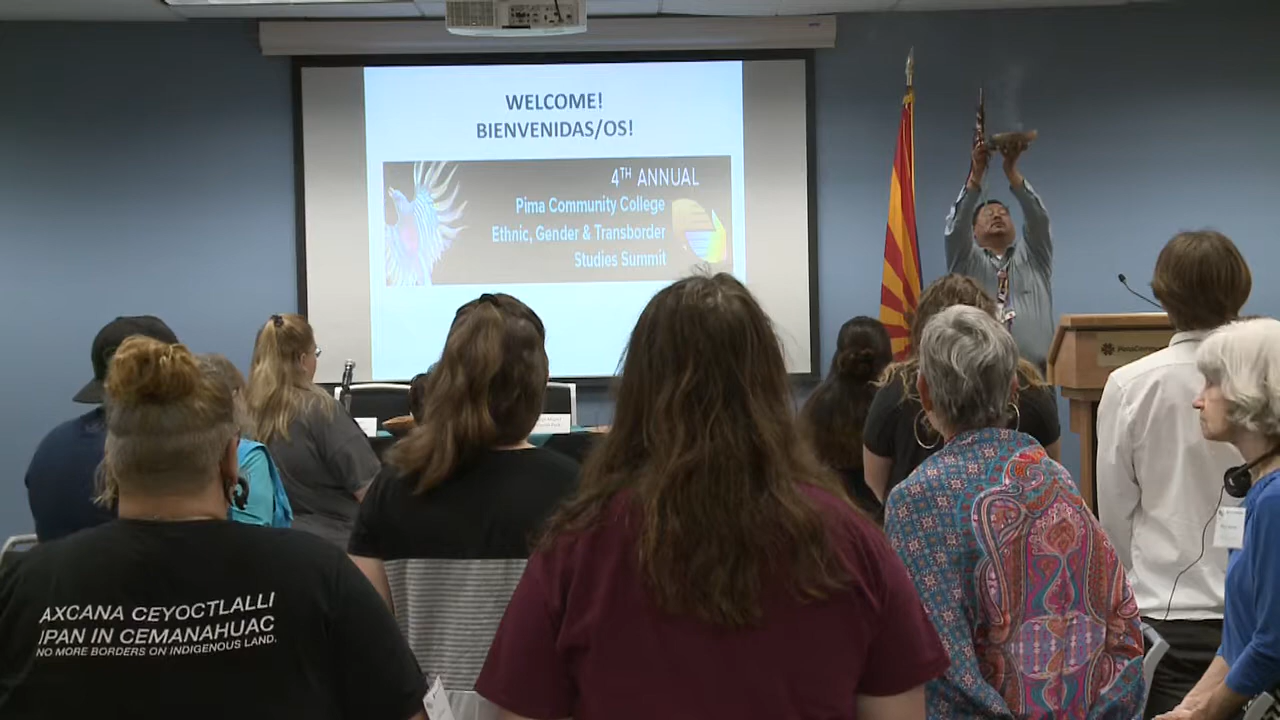 WELCOME!
BIENVENIDAS/OS!
4TH ANNUAL
Pima Community College
Ethnic, Gender & Transborder
Studies Summit
AXCANA CEYOCTLALLI
IPAN IN CEMANAHUAC
NO MORE BORDERS ON INDIGENOUS LAND.